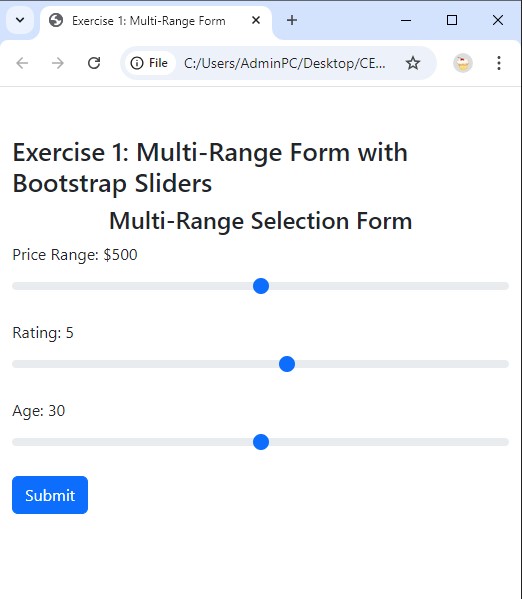 Exercise 1: Multi-Range Form
File
C:/Users/AdminPC/Desktop/CE...
Exercise 1: Multi-Range Form with
Bootstrap Sliders
Multi-Range Selection Form
Price Range: $500
Rating: 5
Age: 30
Submit